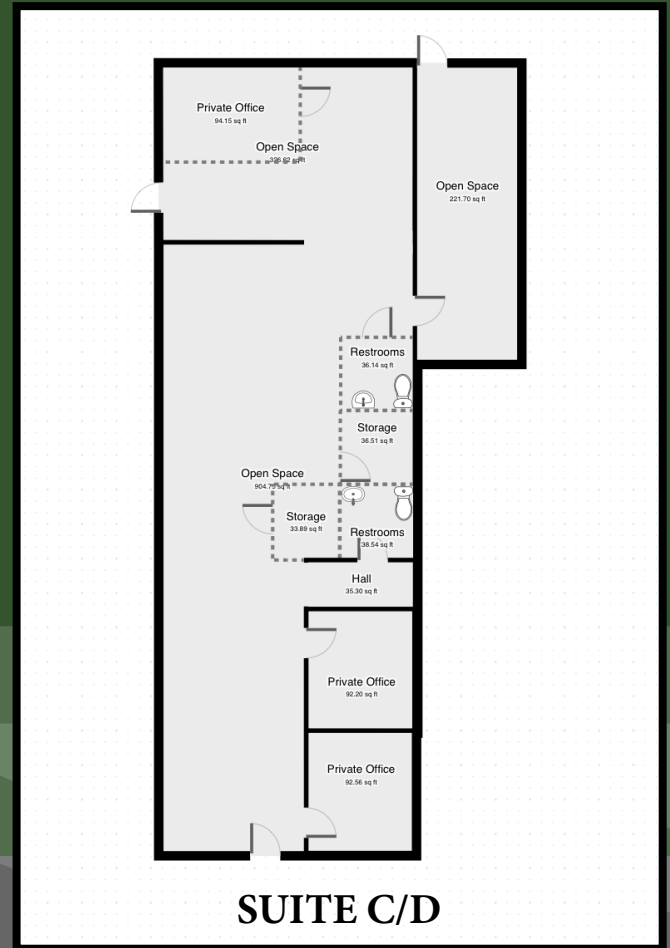 Private Office
94.15 sq ft
Open Space
Open Space
221.70 sq ft
Restrooms
36.14 sq ft
Storage
36.51 sq ft
Open Space
904.75 sq ft
Storage
33.89 sq ft
Restrooms
38.54 sq ft
Hall
35.30 sq ft
Private Office
92.20 sq ft
Private Office
92.56 sq ft
SUITE C/D